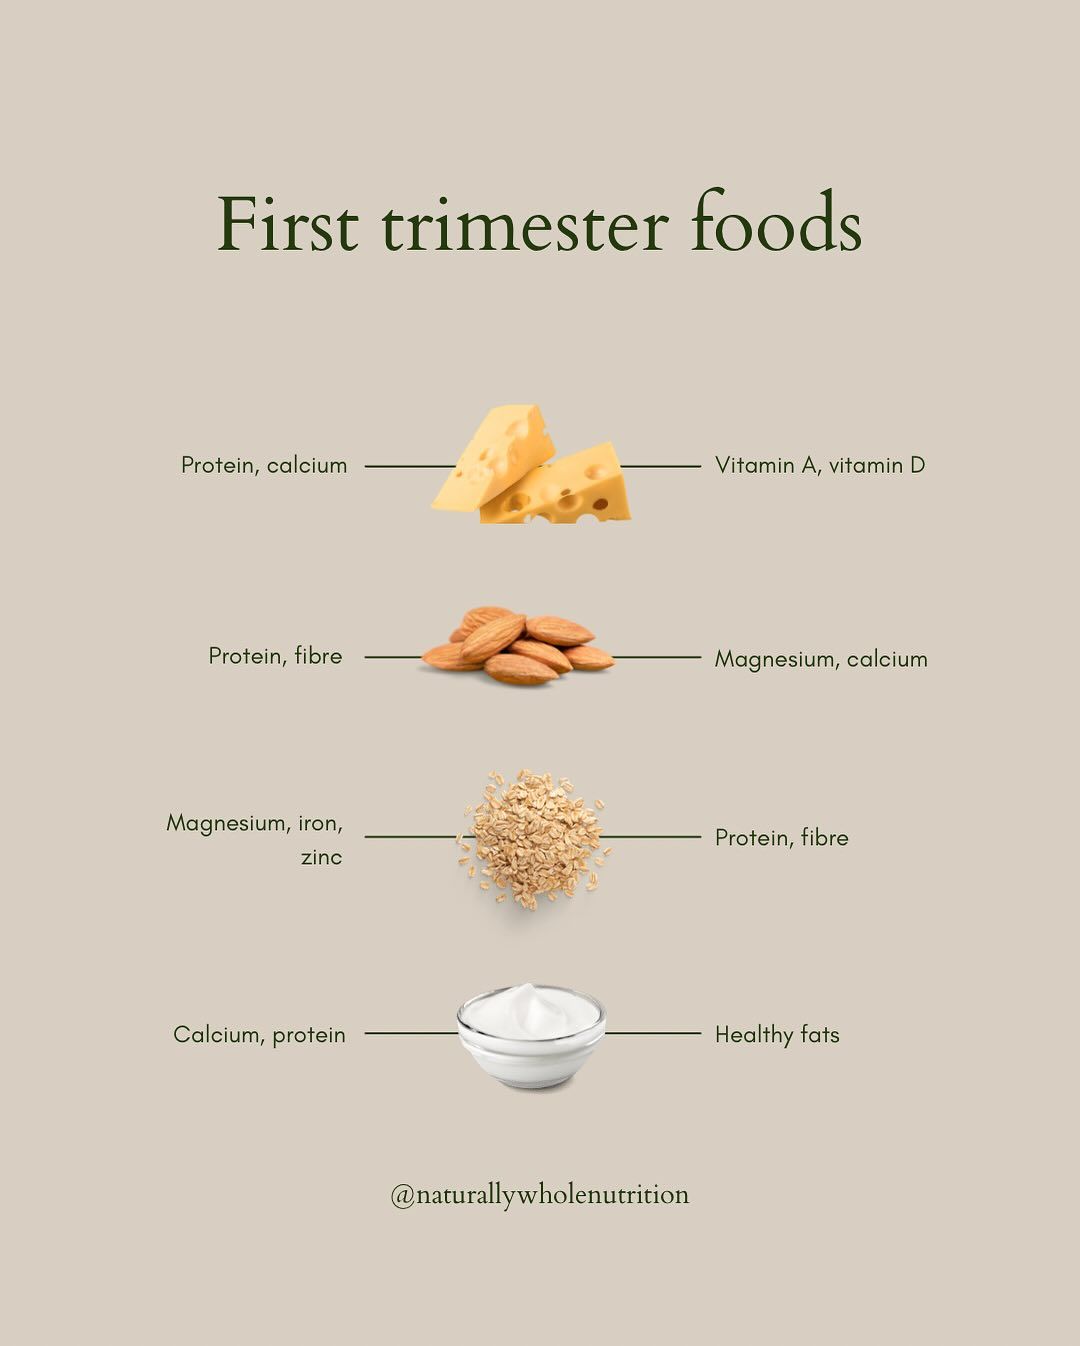 First trimester foods
Protein, calcium
Vitamin A, vitamin D
Protein, fibre
Magnesium, calcium
Magnesium, iron,
zinc
Protein, fibre
Calcium, protein
Healthy fats
@naturallywholenutrition